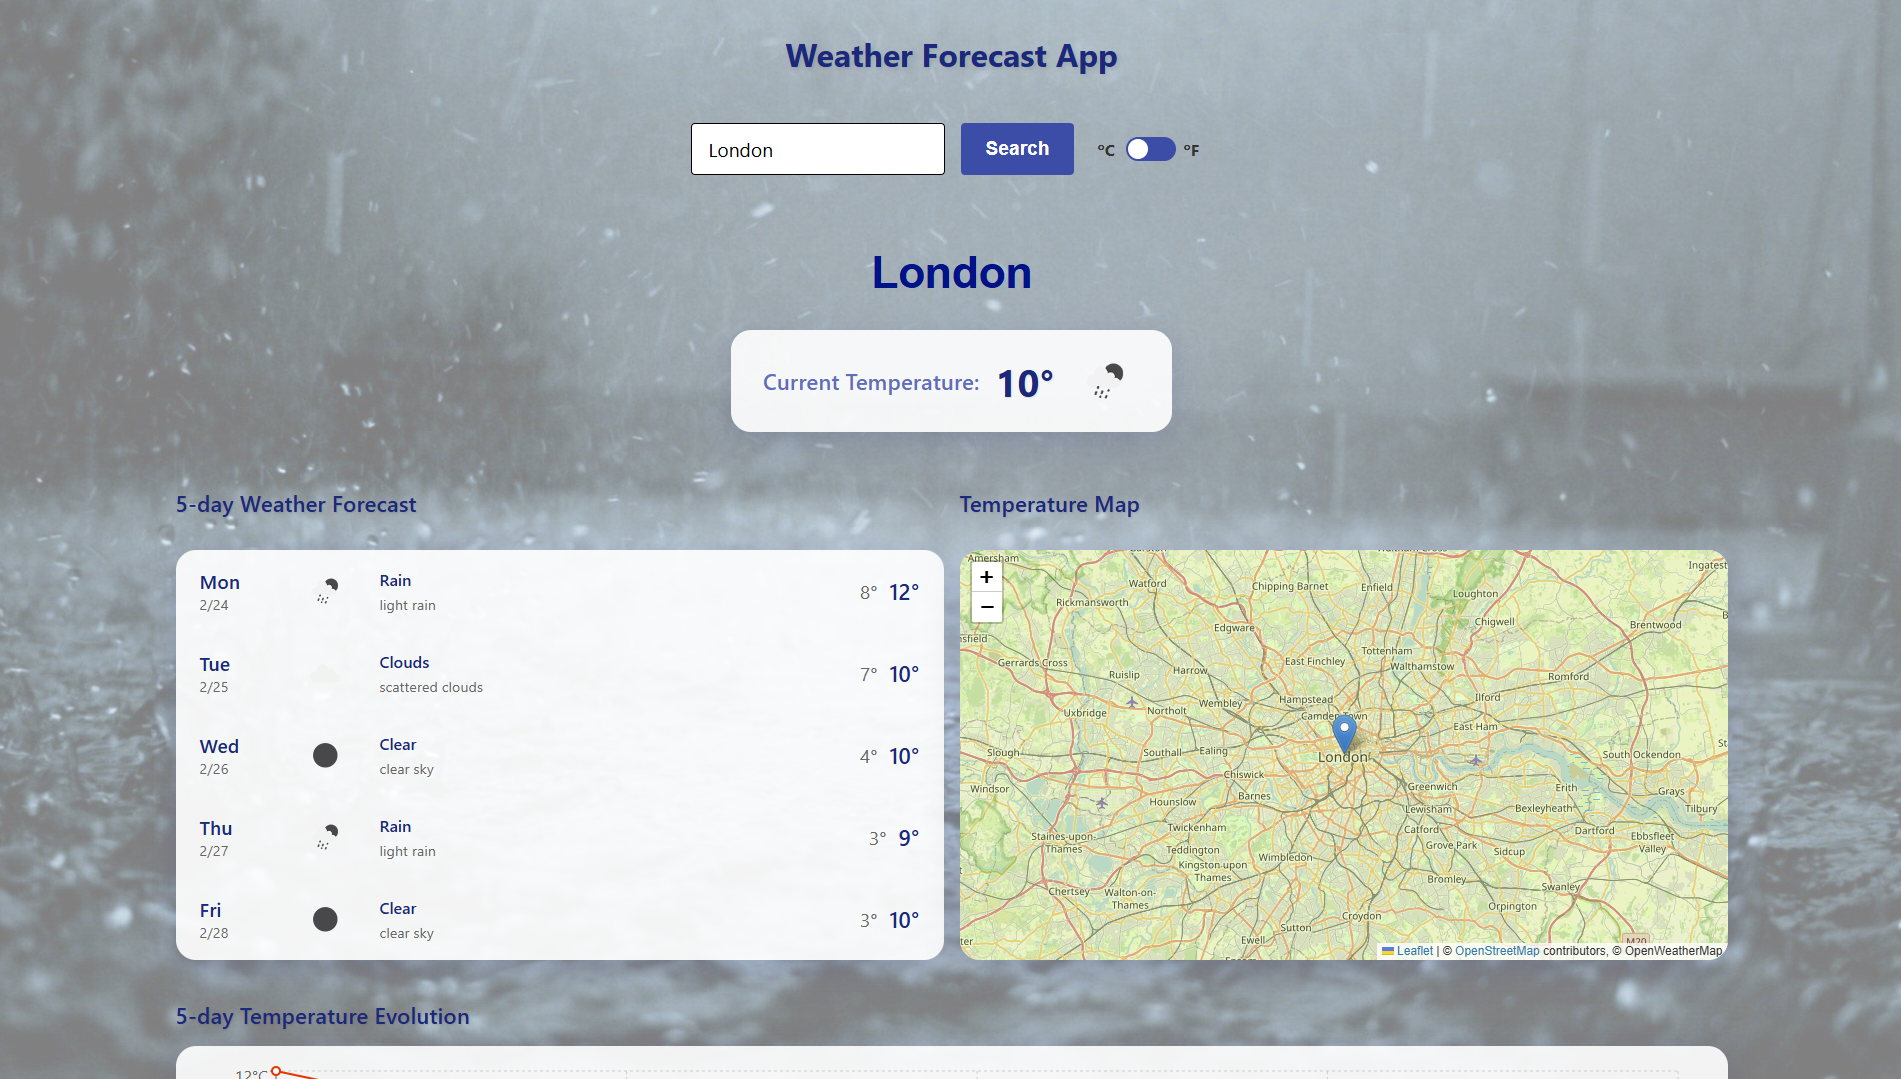 Weather Forecast App
London
Search
°C
°F
London
Current Temperature: 10°
5-day Weather Forecast
Mon
2/24
Rain
light rain
8° 12°
Tue
2/25
Clouds
scattered clouds
7° 10°
Wed
2/26
Clear
clear sky
4° 10°
Thu
2/27
Rain
light rain
3° 9°
Fri
2/28
Clear
clear sky
3° 10°
Temperature Map
+
−
Amersham
Ingatest
Watford
Chipping Barnet
Enfield
Loughton
Rickmansworth
Chigwell
Brentwood
Edgware
nsfield
Gerrards Cross
Ruislip
Harrow
East Finchley
Tottenham
Walthamstow
Romford
Uxbridge
Northolt
Wembley
Hampstead
Ilford
Camden Town
East Ham
Slough
Southall
Ealing
London
South Ockendon
St
Windsor
Chiswick
Barnes
Greenwich
Erith
Grays
Hounslow
Lewisham
Bexleyheath
Tilbury
Staines-upon-
Thames
Twickenham
Catford
Dartford
Ebbsfleet
Valley
Teddington
Grove Park
Sidcup
Kingston upon
Thames
Wimbledon
Bromley
Swanley
Chertsey
Walton-on-
Thames
Orpington
Croydon
Sutton
ter
Ewell
M20
Leaflet | © OpenStreetMap contributors, © OpenWeatherMap
5-day Temperature Evolution
12°C